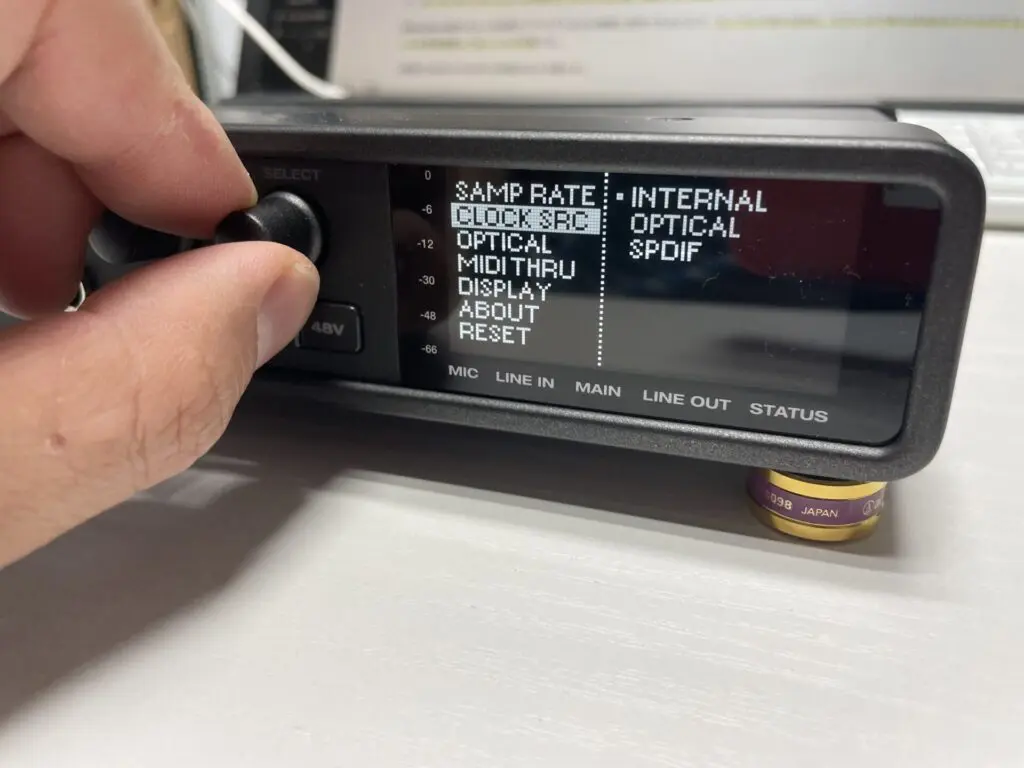 SELECT
48V
0
-6
-12
-30
-48
-66
SAMP RATE
CLOCK SRC
OPTICAL
MIDI THRU
DISPLAY
ABOUT
RESET
INTERNAL
OPTICAL
SPDIF
MIC LINE IN MAIN LINE OUT STATUS
JAPAN